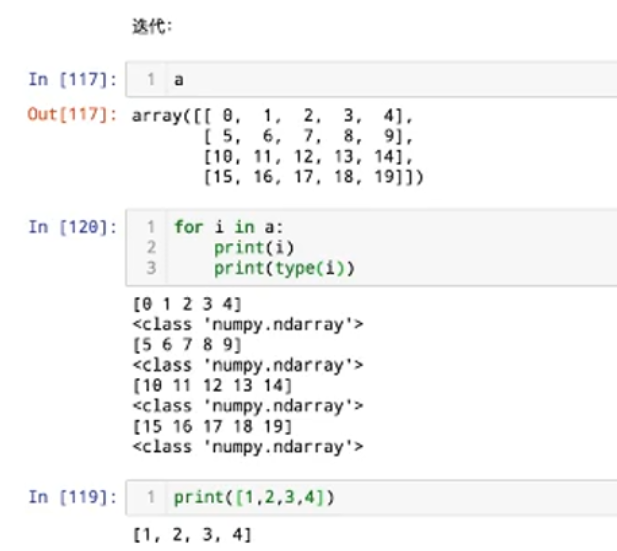 迭代:
In [117]: 1 a
Out[117]: array([[ 0,  1,  2,  3,  4],
       [ 5,  6,  7,  8,  9],
       [10, 11, 12, 13, 14],
       [15, 16, 17, 18, 19]])
In [120]: 1 for i in a:
2     print(i)
3     print(type(i))
[0 1 2 3 4]
<class 'numpy.ndarray'>
[5 6 7 8 9]
<class 'numpy.ndarray'>
[10 11 12 13 14]
<class 'numpy.ndarray'>
[15 16 17 18 19]
<class 'numpy.ndarray'>
In [119]: 1 print([1,2,3,4])
[1, 2, 3, 4]